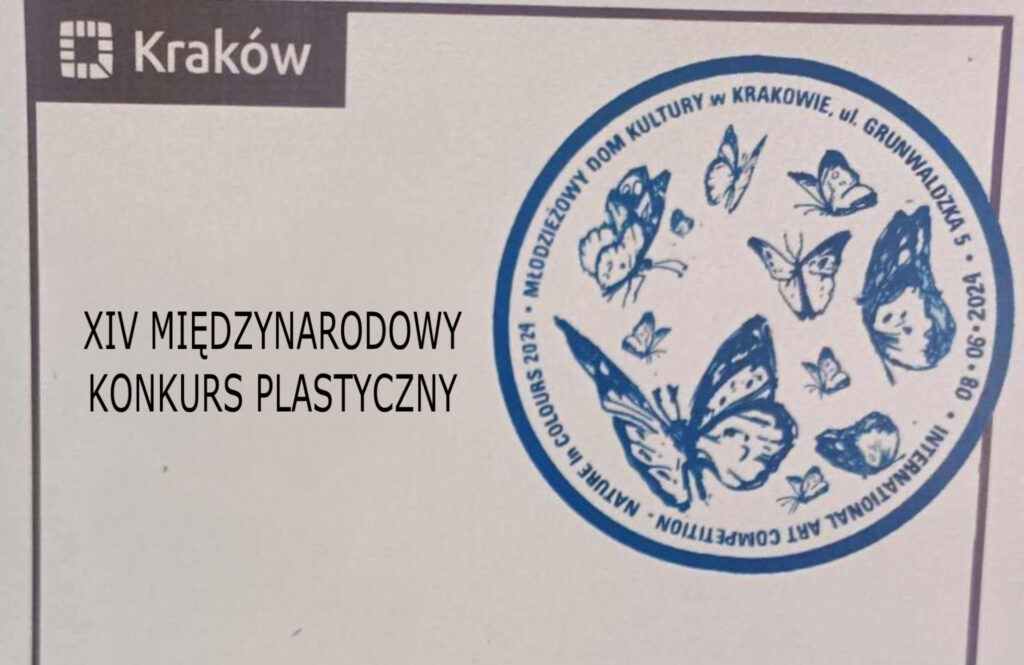 Kraków
XIV MIĘDZYNARODOWY
KONKURS PLASTYCZNY
MŁODZIEŻOWY DOM KULTURY w KRAKOWIE, ul. GRUNWALDZKA 5 • 08•06•2024 • INTERNATIONAL ART COMPETITION - NATURE In COLOURS 2024 •